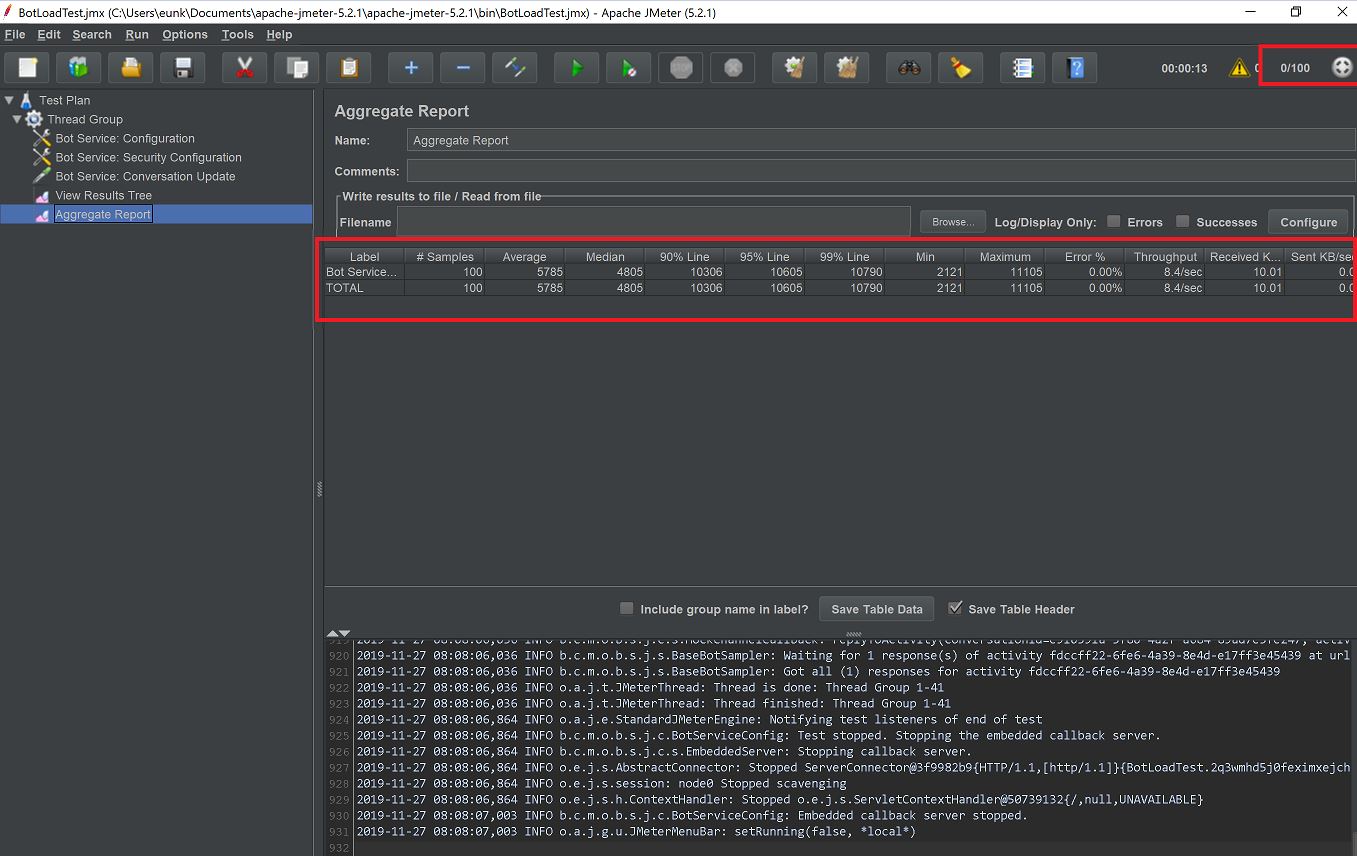 BotLoadTest.jmx (C:\Users\eunk\Documents\apache-jmeter-5.2.1\apache-jmeter-5.2.1\bin\BotLoadTest.jmx) - Apache JMeter (5.2.1)
File Edit Search Run Options Tools Help
00:00:13 0/100
Test Plan
Thread Group
Bot Service: Configuration
Bot Service: Security Configuration
Bot Service: Conversation Update
View Results Tree
Aggregate Report
Aggregate Report
Name: Aggregate Report
Comments:
Write results to file / Read from file
Filename Browse... Log/Display Only: Errors Successes Configure
Label # Samples Average Median 90% Line 95% Line 99% Line Min Maximum Error % Throughput Received K... Sent KB/sec
Bot Service... 100 5785 4805 10306 10605 10790 2121 11105 0.00% 8.4/sec 10.01 0.0
TOTAL 100 5785 4805 10306 10605 10790 2121 11105 0.00% 8.4/sec 10.01 0.0
Include group name in label? Save Table Data Save Table Header
920 2019-11-27 08:08:06,036 INFO b.c.m.o.b.s.j.s.BaseBotSampler: Waiting for 1 response(s) of activity fdccff22-6fe6-4a39-8e4d-e17ff3e45439 at url
921 2019-11-27 08:08:06,036 INFO b.c.m.o.b.s.j.s.BaseBotSampler: Got all (1) responses for activity fdccff22-6fe6-4a39-8e4d-e17ff3e45439
922 2019-11-27 08:08:06,036 INFO o.a.j.t.JMeterThread: Thread is done: Thread Group 1-41
923 2019-11-27 08:08:06,036 INFO o.a.j.t.JMeterThread: Thread finished: Thread Group 1-41
924 2019-11-27 08:08:06,864 INFO o.a.j.e.StandardJMeterEngine: Notifying test listeners of end of test
925 2019-11-27 08:08:06,864 INFO b.c.m.o.b.s.j.c.BotServiceConfig: Test stopped. Stopping the embedded callback server.
926 2019-11-27 08:08:06,864 INFO b.c.m.o.b.s.j.c.s.EmbeddedServer: Stopping callback server.
927 2019-11-27 08:08:06,864 INFO o.e.j.s.AbstractConnector: Stopped ServerConnector@3f9982b9{HTTP/1.1,[http/1.1]}{BotLoadTest.2q3wmhd5j0feximxejch
928 2019-11-27 08:08:06,864 INFO o.e.j.s.session: node0 Stopped scavenging
929 2019-11-27 08:08:06,864 INFO o.e.j.s.h.ContextHandler: Stopped o.e.j.s.ServletContextHandler@50739132{/,null,UNAVAILABLE}
930 2019-11-27 08:08:07,003 INFO b.c.m.o.b.s.j.c.BotServiceConfig: Embedded callback server stopped.
931 2019-11-27 08:08:07,003 INFO o.a.j.g.u.JMeterMenuBar: setRunning(false, *local*)
932